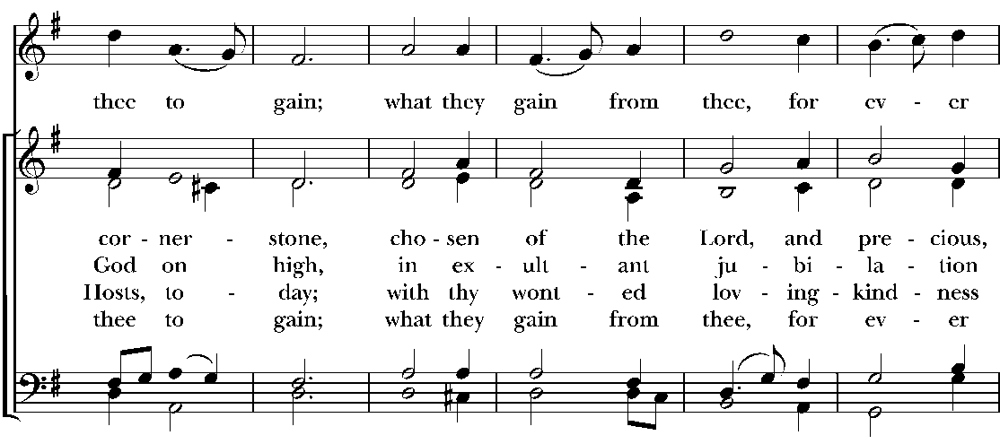 thee to gain; what they gain from thee, for ev - er
cor - ner - stone, cho - sen of the Lord, and pre - cious,
God on high, in ex - ult - ant ju - bi - la - tion
Hosts, to - day; with thy wont - ed lov - ing - kind - ness
thee to gain; what they gain from thee, for ev - er